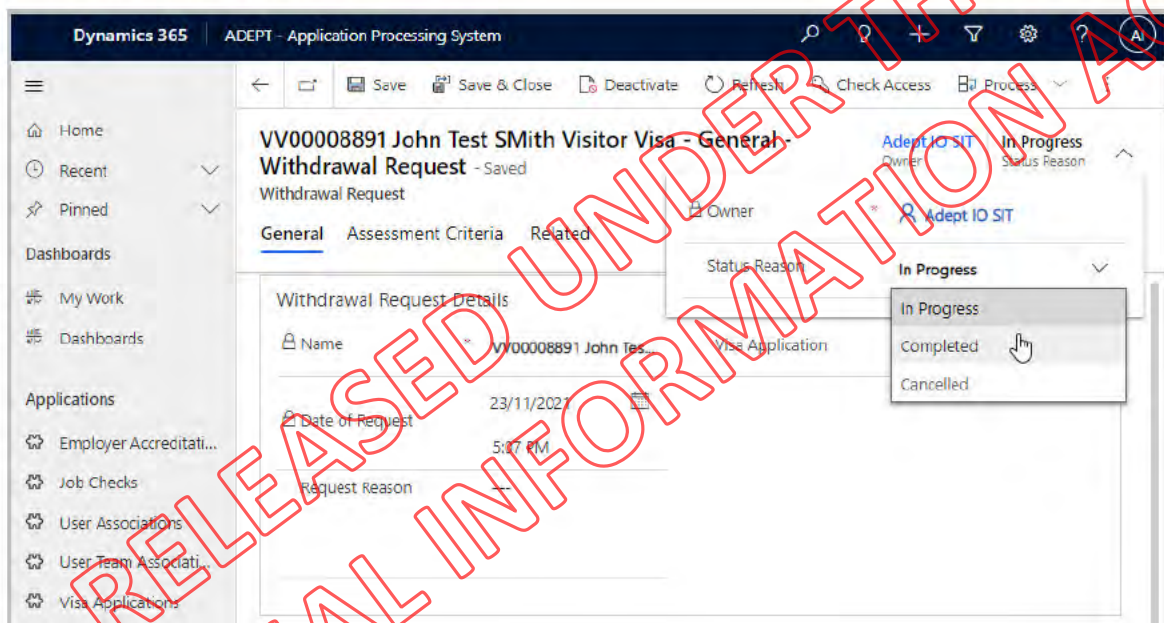 Dynamics 365 ADEPT - Application Processing System AI
Save Save & Close Deactivate Refresh Check Access Process
Home
Recent
Pinned
Dashboards
My Work
Dashboards
Applications
Employer Accreditati...
Job Checks
User Associations
User Team Associati...
Visa Applications
VV00008891 John Test SMith Visitor Visa - General -
Withdrawal Request - Saved
Withdrawal Request
Adept IO SIT
Owner
In Progress
Status Reason
General Assessment Criteria Related
Owner * Adept IO SIT
Status Reason In Progress
In Progress
Completed
Cancelled
Withdrawal Request Details
Name * VV00008891 John Tes...
Visa Application
Date of Request 23/11/2021
5:07 PM
Request Reason ---
RELEASED UNDER TH
AL INFORMATION AC